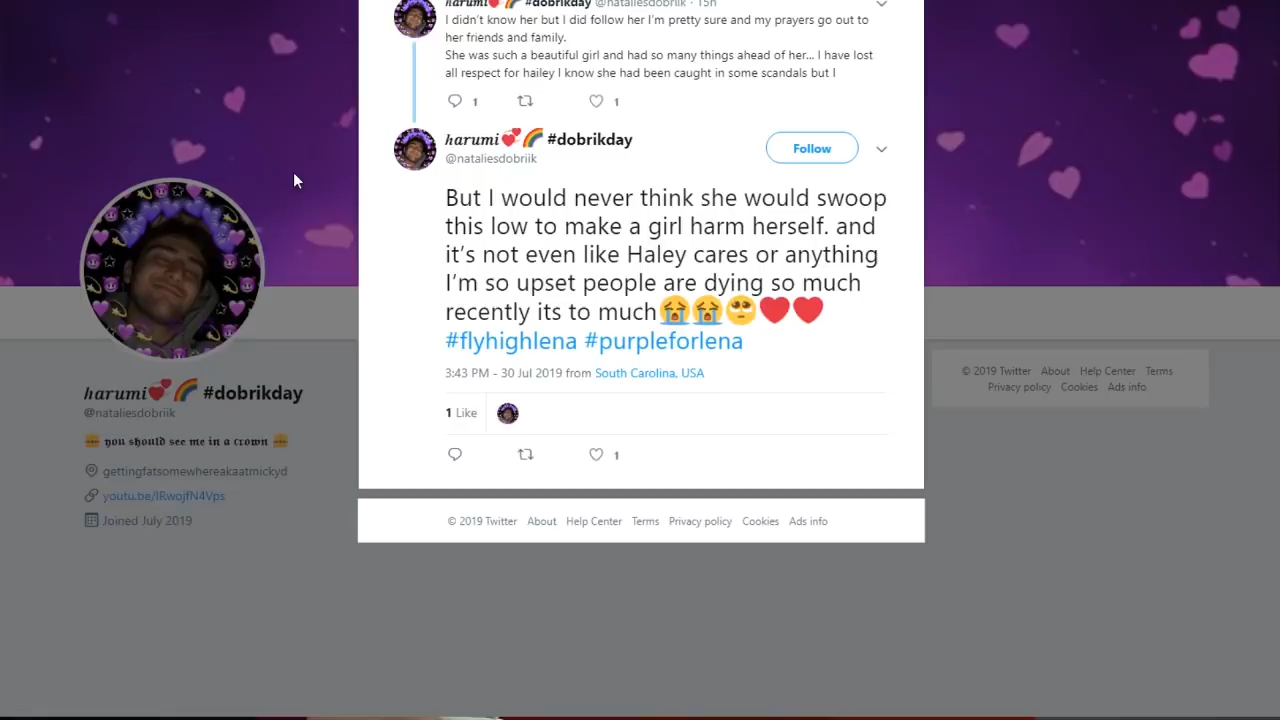 harumi💞🌈 #dobrikday @nataliesdobriik · 15h
I didn't know her but I did follow her I'm pretty sure and my prayers go out to
her friends and family.
She was such a beautiful girl and had so many things ahead of her... I have lost
all respect for hailey I know she had been caught in some scandals but I
1 1
harumi💞🌈 #dobrikday
@nataliesdobriik
Follow
But I would never think she would swoop
this low to make a girl harm herself. and
it's not even like Haley cares or anything
I'm so upset people are dying so much
recently its to much😭😭🥺❤️❤️
#flyhighlena #purpleforlena
3:43 PM - 30 Jul 2019 from South Carolina, USA
1 Like
1
© 2019 Twitter About Help Center Terms Privacy policy Cookies Ads info
harumi💞🌈 #dobrikday
@nataliesdobriik
👑 you should see me in a crown 👑
gettingfatsomewhereakaatmickyd
youtu.be/lRwojfN4Vps
Joined July 2019
© 2019 Twitter About Help Center Terms
Privacy policy Cookies Ads info